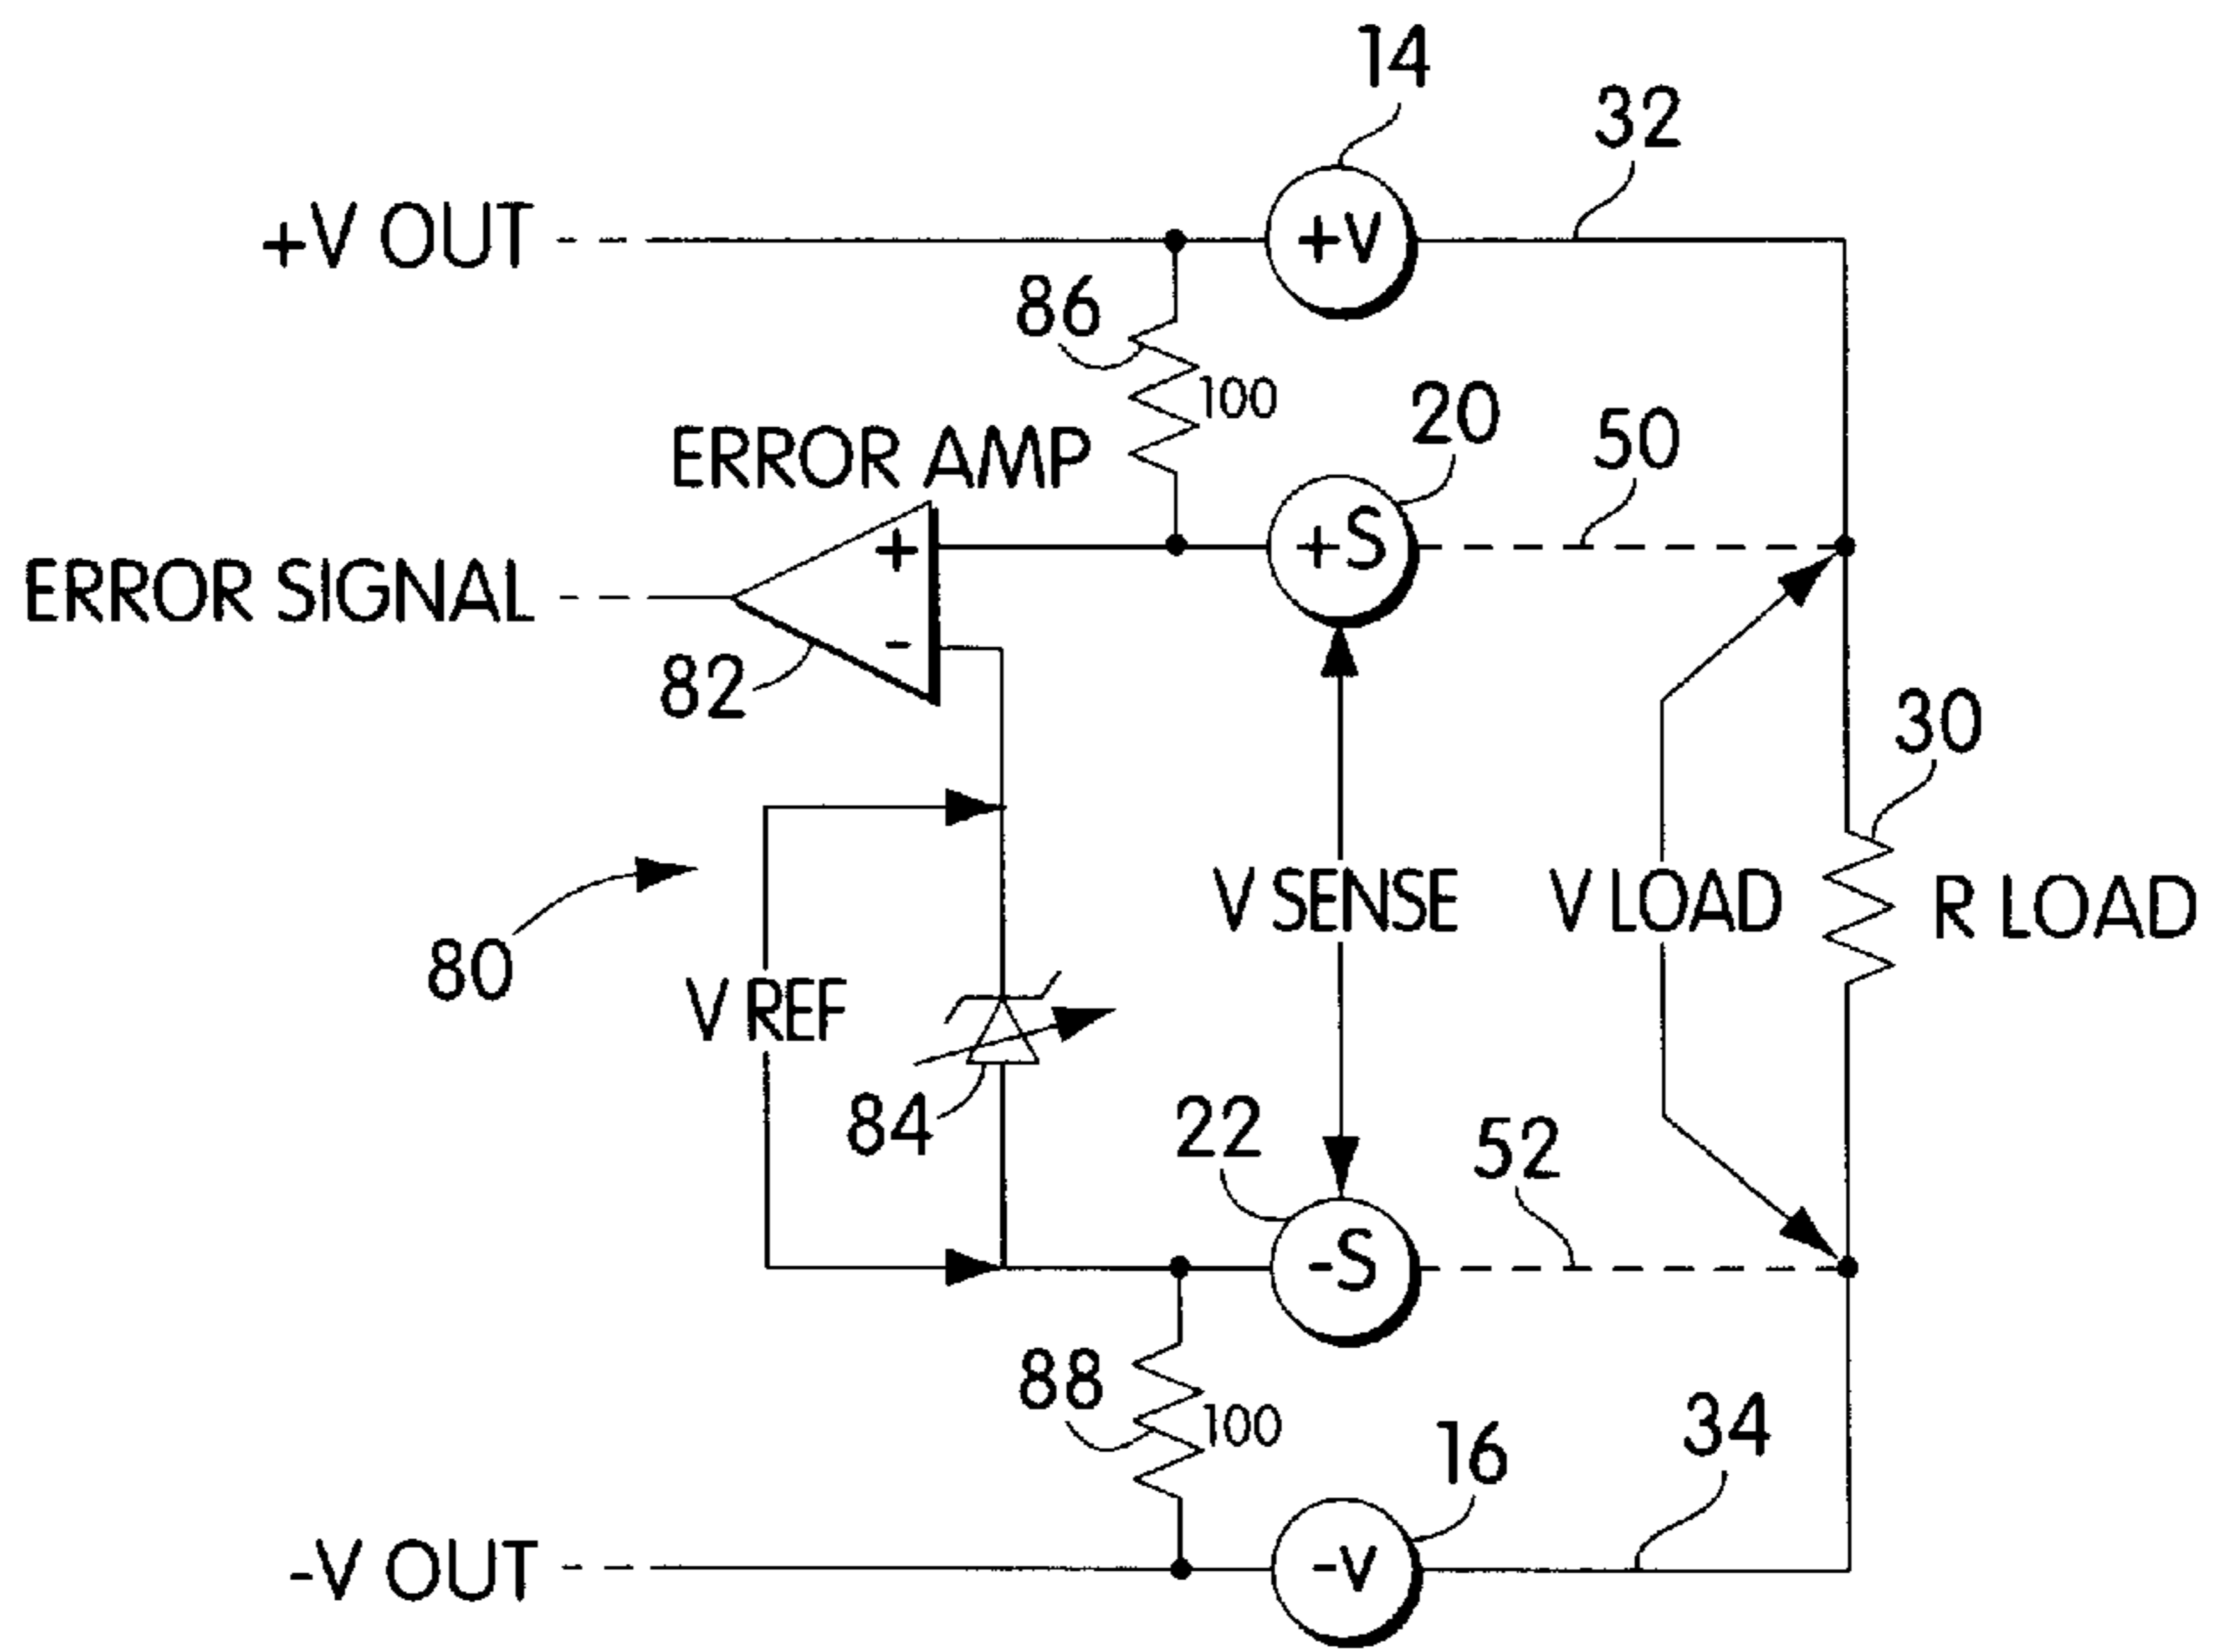 14
32
+V OUT
+V
86
100
20
50
ERROR AMP
+
+S
ERROR SIGNAL
-
82
30
80
V REF
V SENSE
V LOAD
R LOAD
84
22
52
-S
88
100
16
34
-V OUT
-V